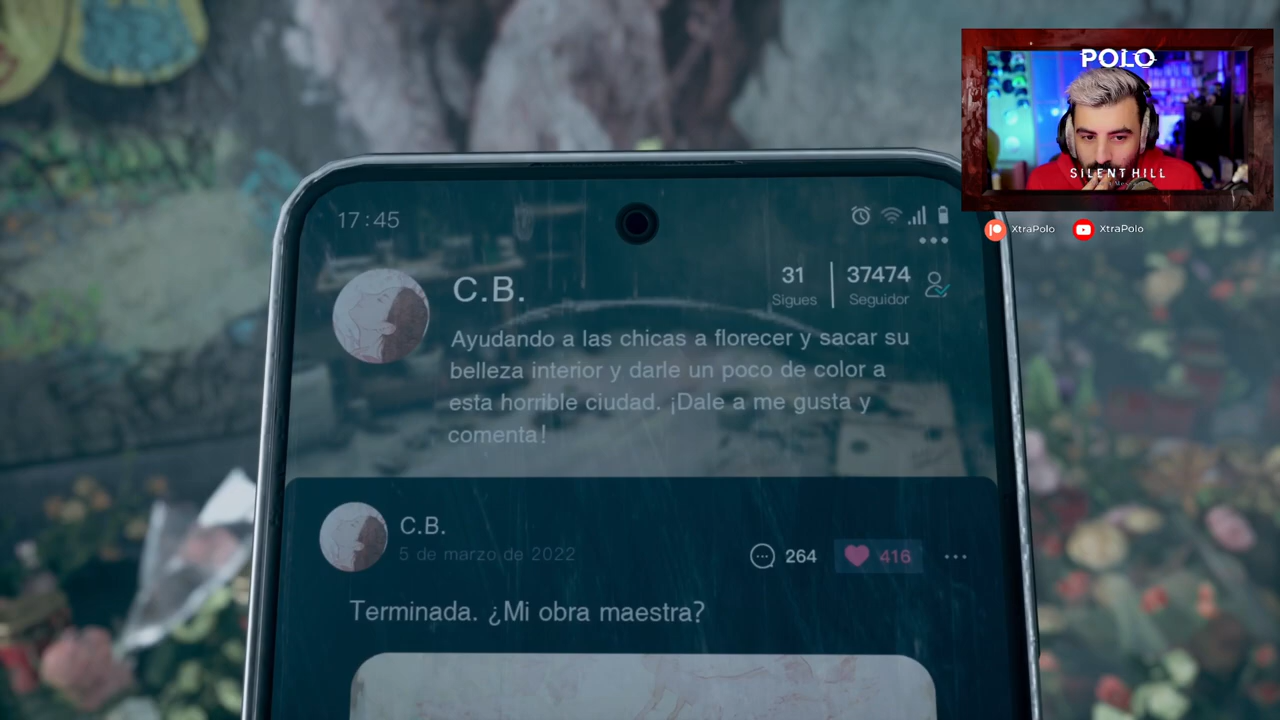 POLO
SILENT HILL
XtraPolo
XtraPolo
17:45
C.B.
31
Sigues
37474
Seguidor
Ayudando a las chicas a florecer y sacar su
belleza interior y darle un poco de color a
esta horrible ciudad. ¡Dale a me gusta y
comenta!
C.B.
5 de marzo de 2022
264
416
Terminada. ¿Mi obra maestra?